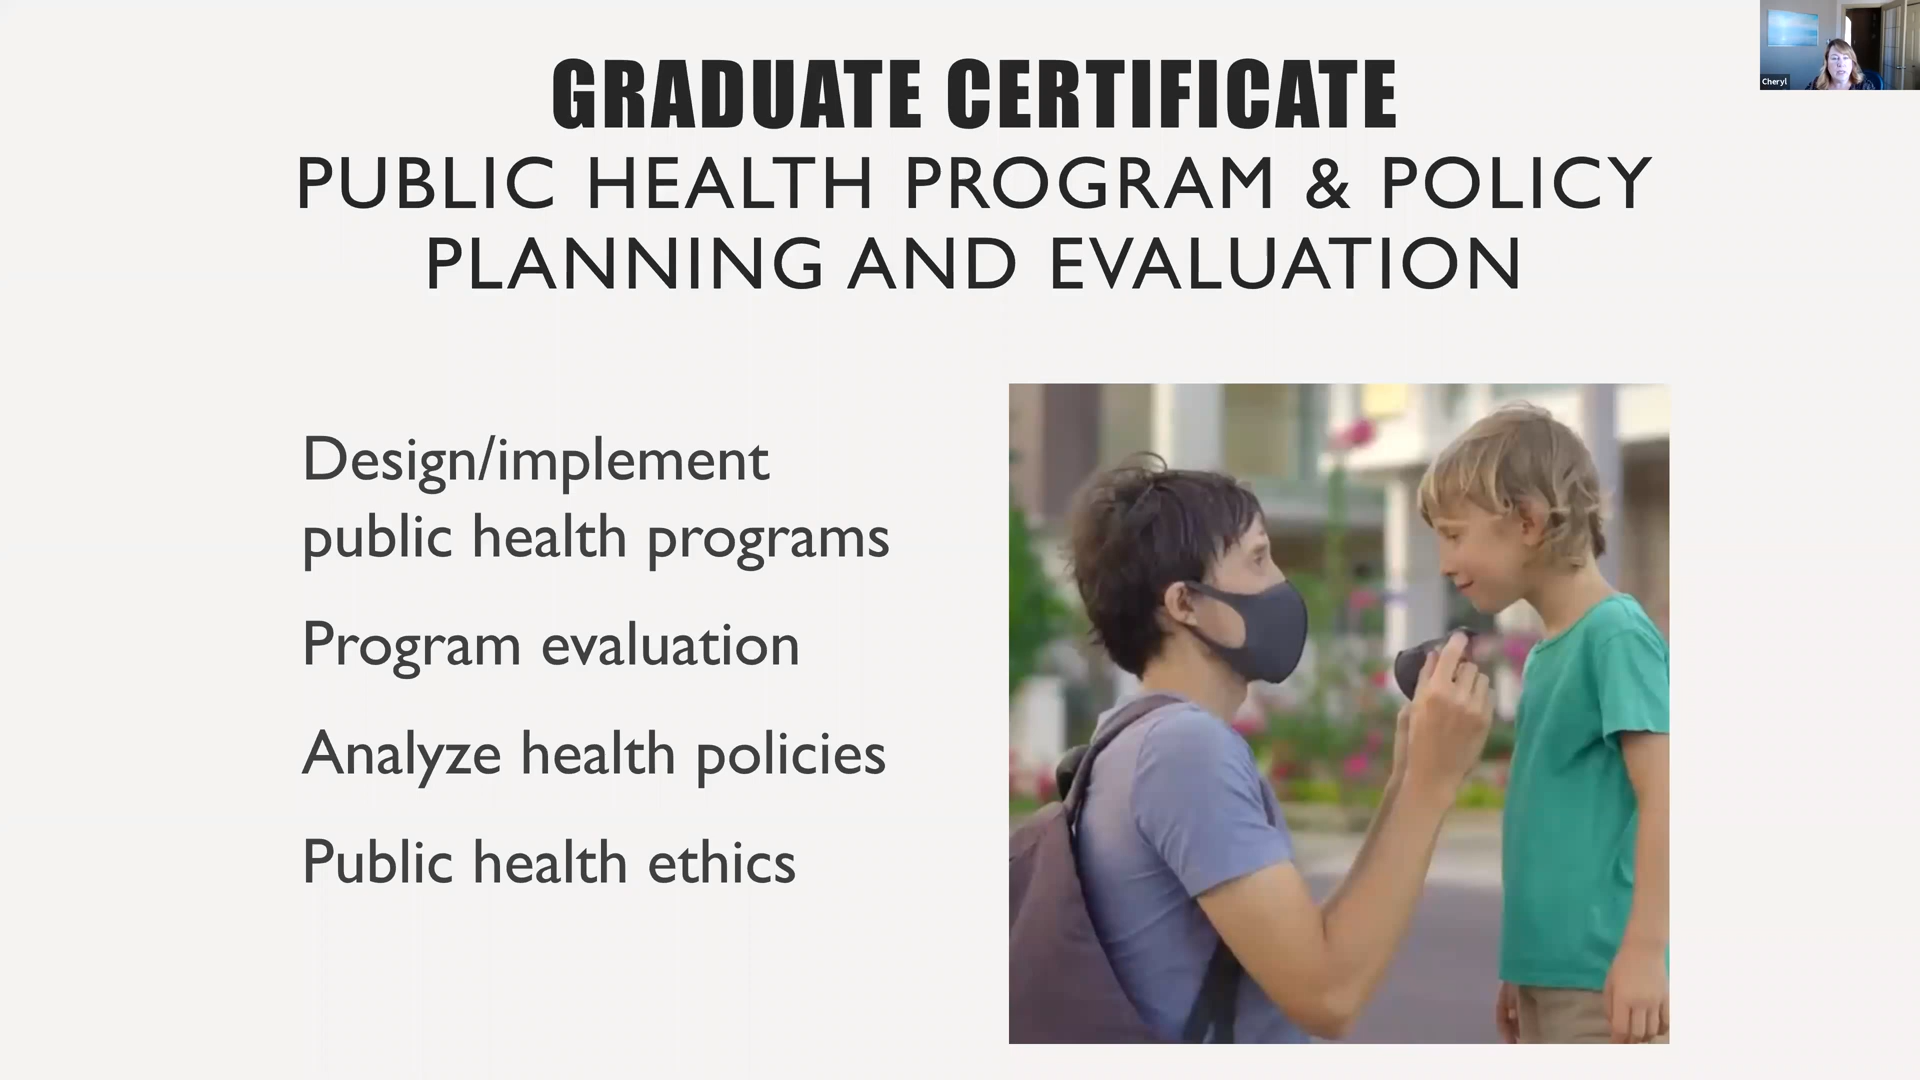 GRADUATE CERTIFICATE
PUBLIC HEALTH PROGRAM & POLICY
PLANNING AND EVALUATION
Design/implement
public health programs
Program evaluation
Analyze health policies
Public health ethics
Cheryl